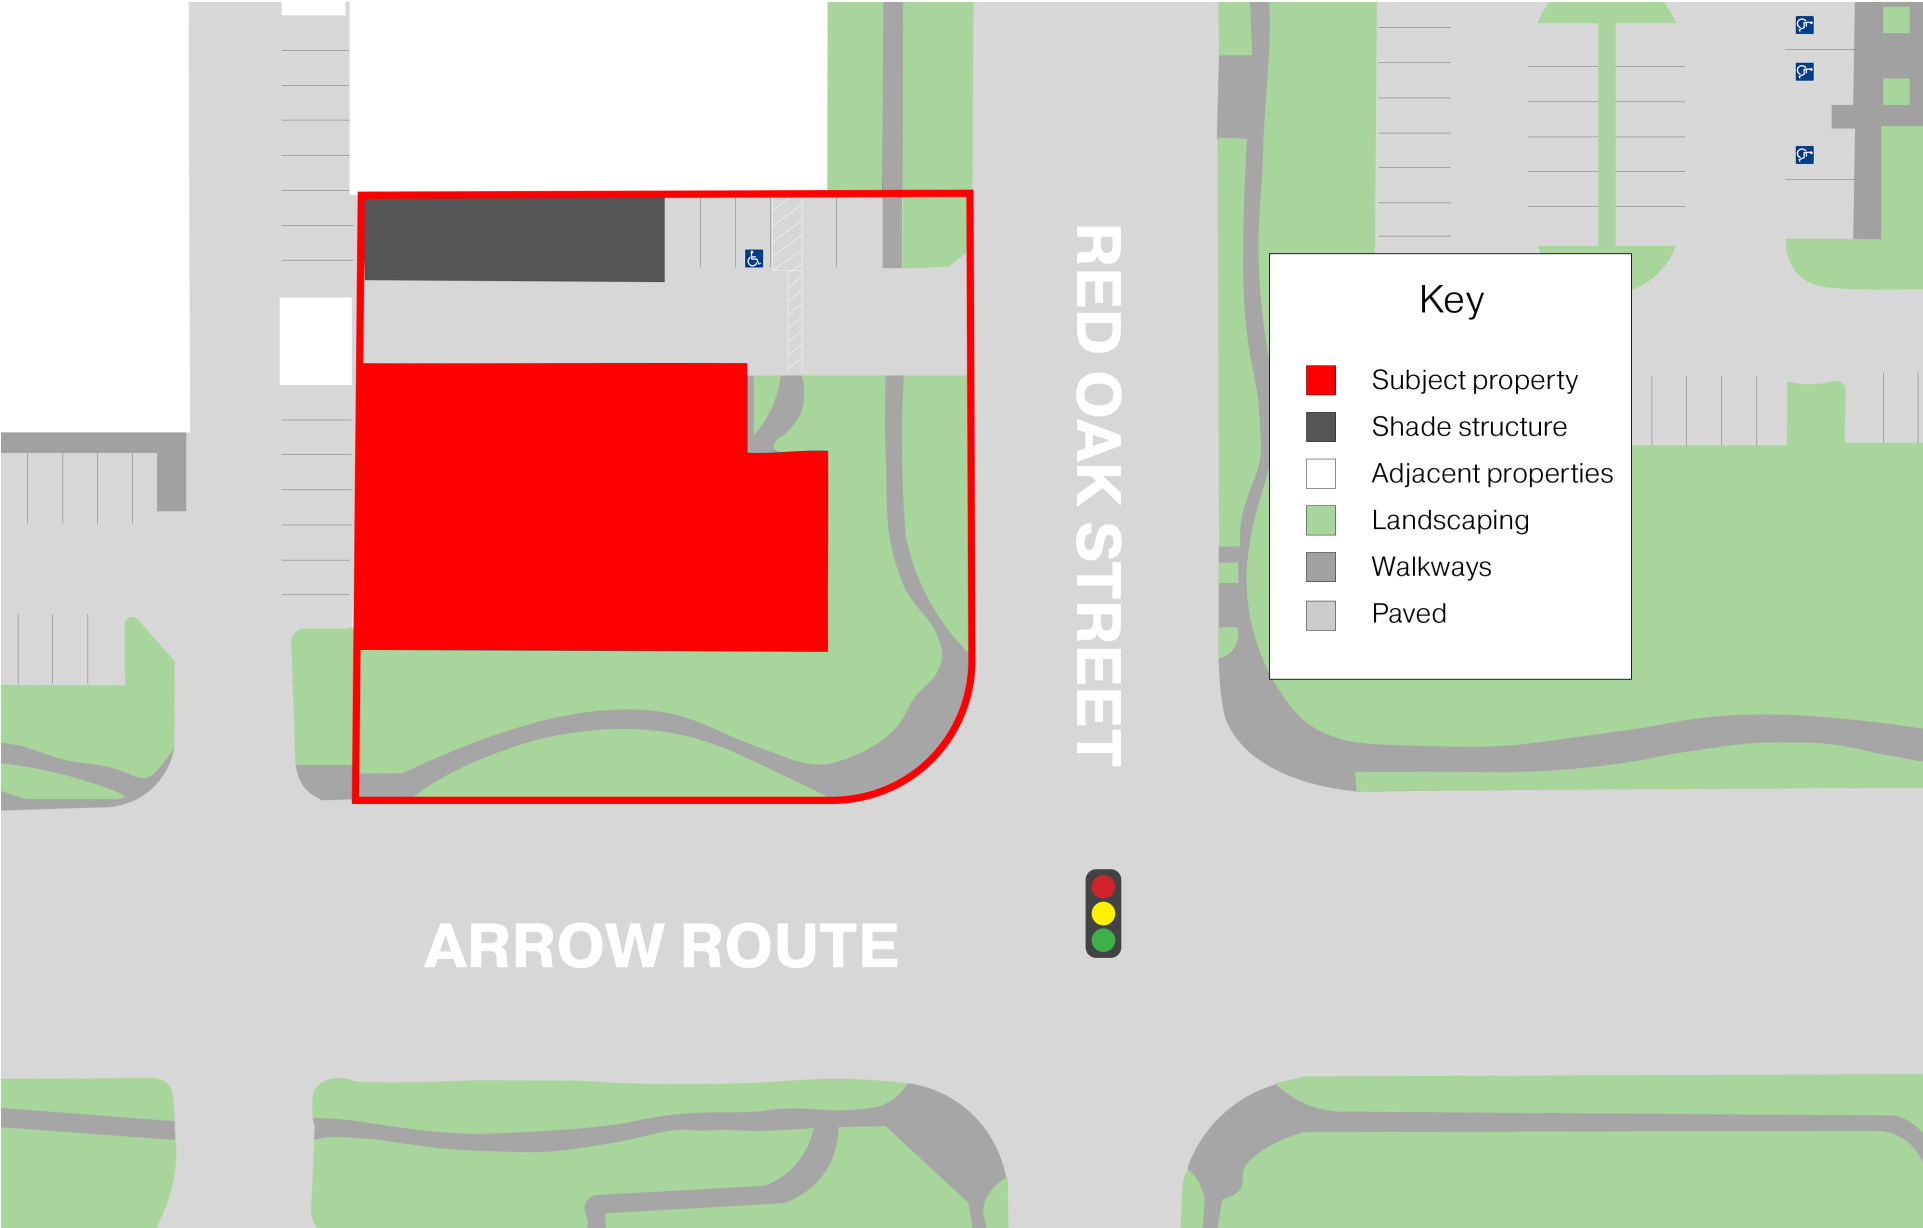 RED OAK STREET
Key
Subject property
Shade structure
Adjacent properties
Landscaping
Walkways
Paved
ARROW ROUTE